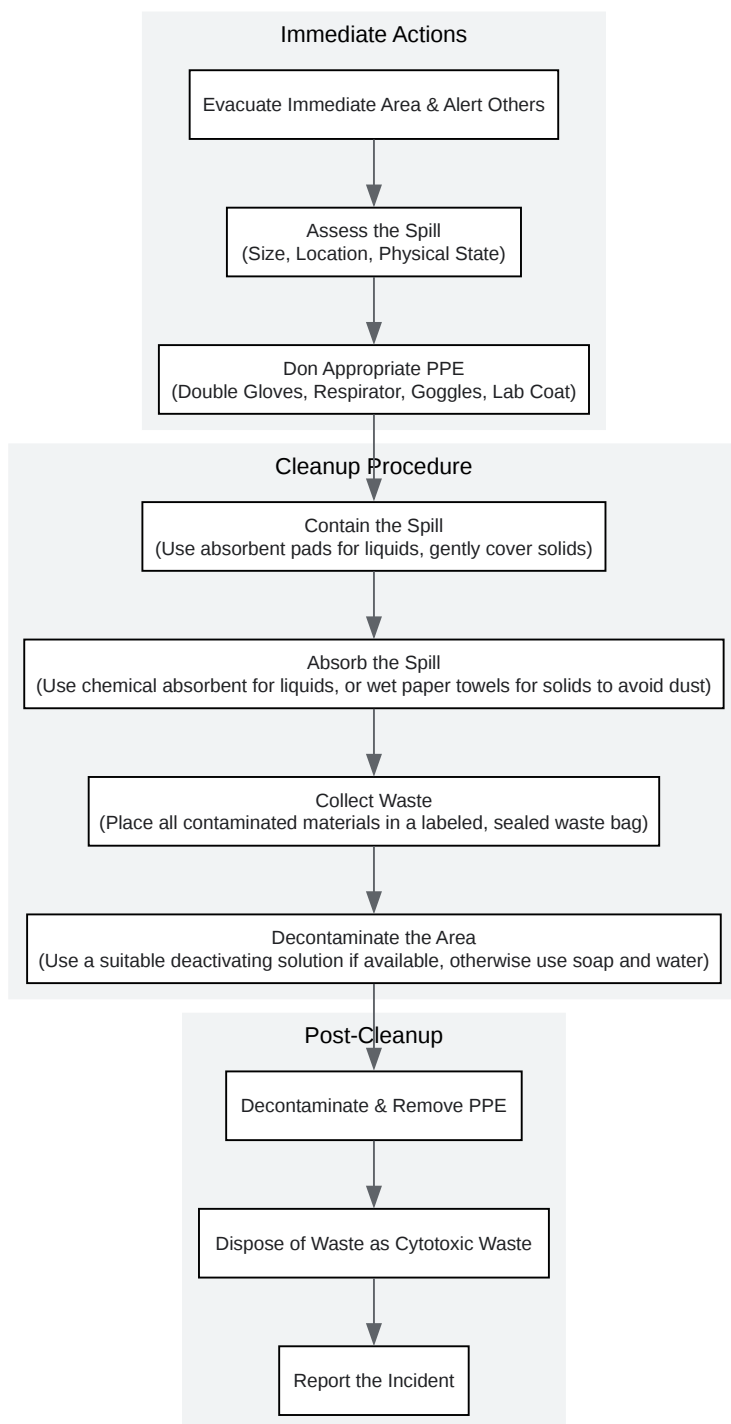 Immediate Actions
Evacuate Immediate Area & Alert Others
Assess the Spill
(Size, Location, Physical State)
Don Appropriate PPE
(Double Gloves, Respirator, Goggles, Lab Coat)
Cleanup Procedure
Contain the Spill
(Use absorbent pads for liquids, gently cover solids)
Absorb the Spill
(Use chemical absorbent for liquids, or wet paper towels for solids to avoid dust)
Collect Waste
(Place all contaminated materials in a labeled, sealed waste bag)
Decontaminate the Area
(Use a suitable deactivating solution if available, otherwise use soap and water)
Post-Cleanup
Decontaminate & Remove PPE
Dispose of Waste as Cytotoxic Waste
Report the Incident